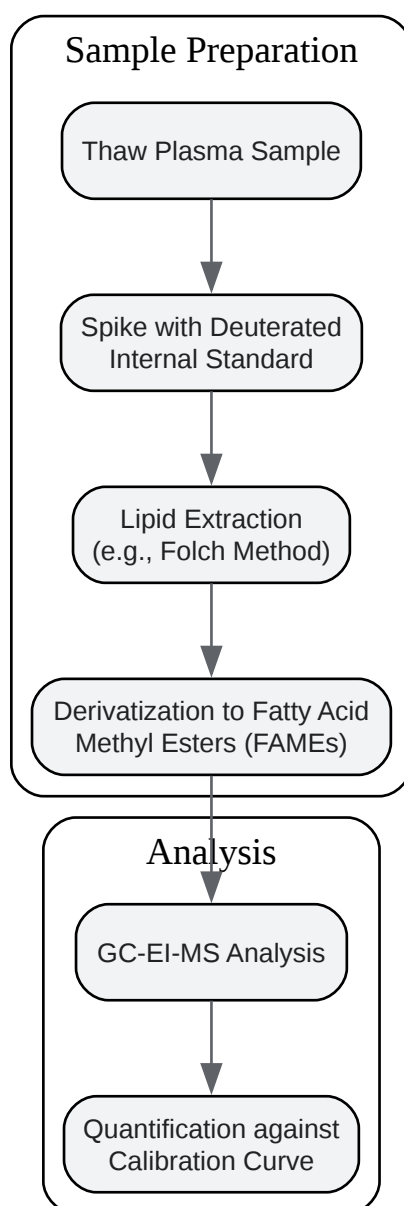 Sample Preparation
Thaw Plasma Sample
Spike with Deuterated
Internal Standard
Lipid Extraction
(e.g., Folch Method)
Derivatization to Fatty Acid
Methyl Esters (FAMEs)
Analysis
GC-EI-MS Analysis
Quantification against
Calibration Curve